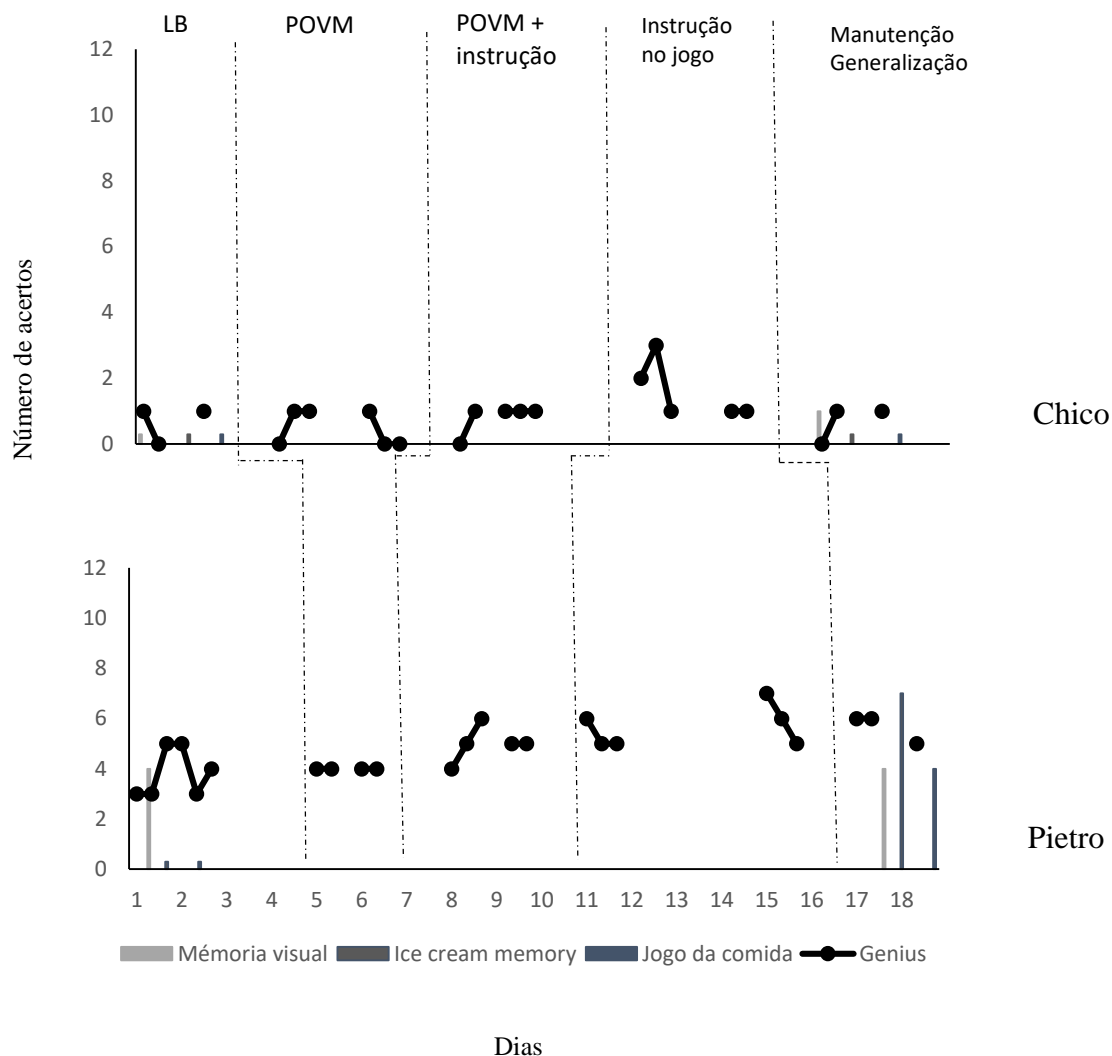 LB
POVM
POVM +
instrução
Instrução
no jogo
Manutenção
Generalização
12
10
8
6
4
2
0
Número de acertos
Chico
12
10
8
6
4
2
0
Pietro
1 2 3 4 5 6 7 8 9 10 11 12 13 14 15 16 17 18
Mémoria visual Ice cream memory Jogo da comida Genius
Dias